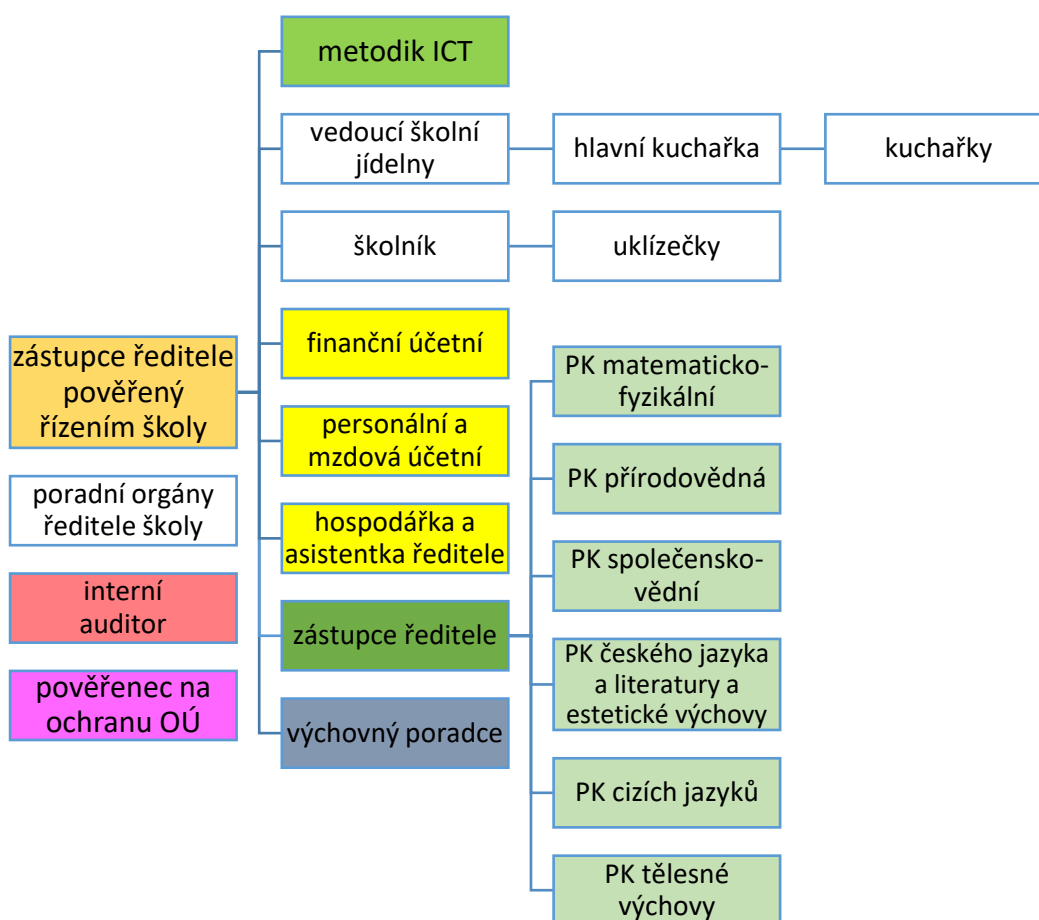 metodik ICT
vedoucí školní
jídelny
hlavní kuchařka
kuchařky
školník
uklízečky
finanční účetní
zástupce ředitele
pověřený
řízením školy
PK matematicko-
fyzikální
personální a
mzdová účetní
PK přírodovědná
poradní orgány
ředitele školy
hospodářka a
asistentka ředitele
PK společensko-
vědní
interní
auditor
zástupce ředitele
PK českého jazyka
a literatury a
estetické výchovy
pověřenec na
ochranu OÚ
výchovný poradce
PK cizích jazyků
PK tělesné
výchovy